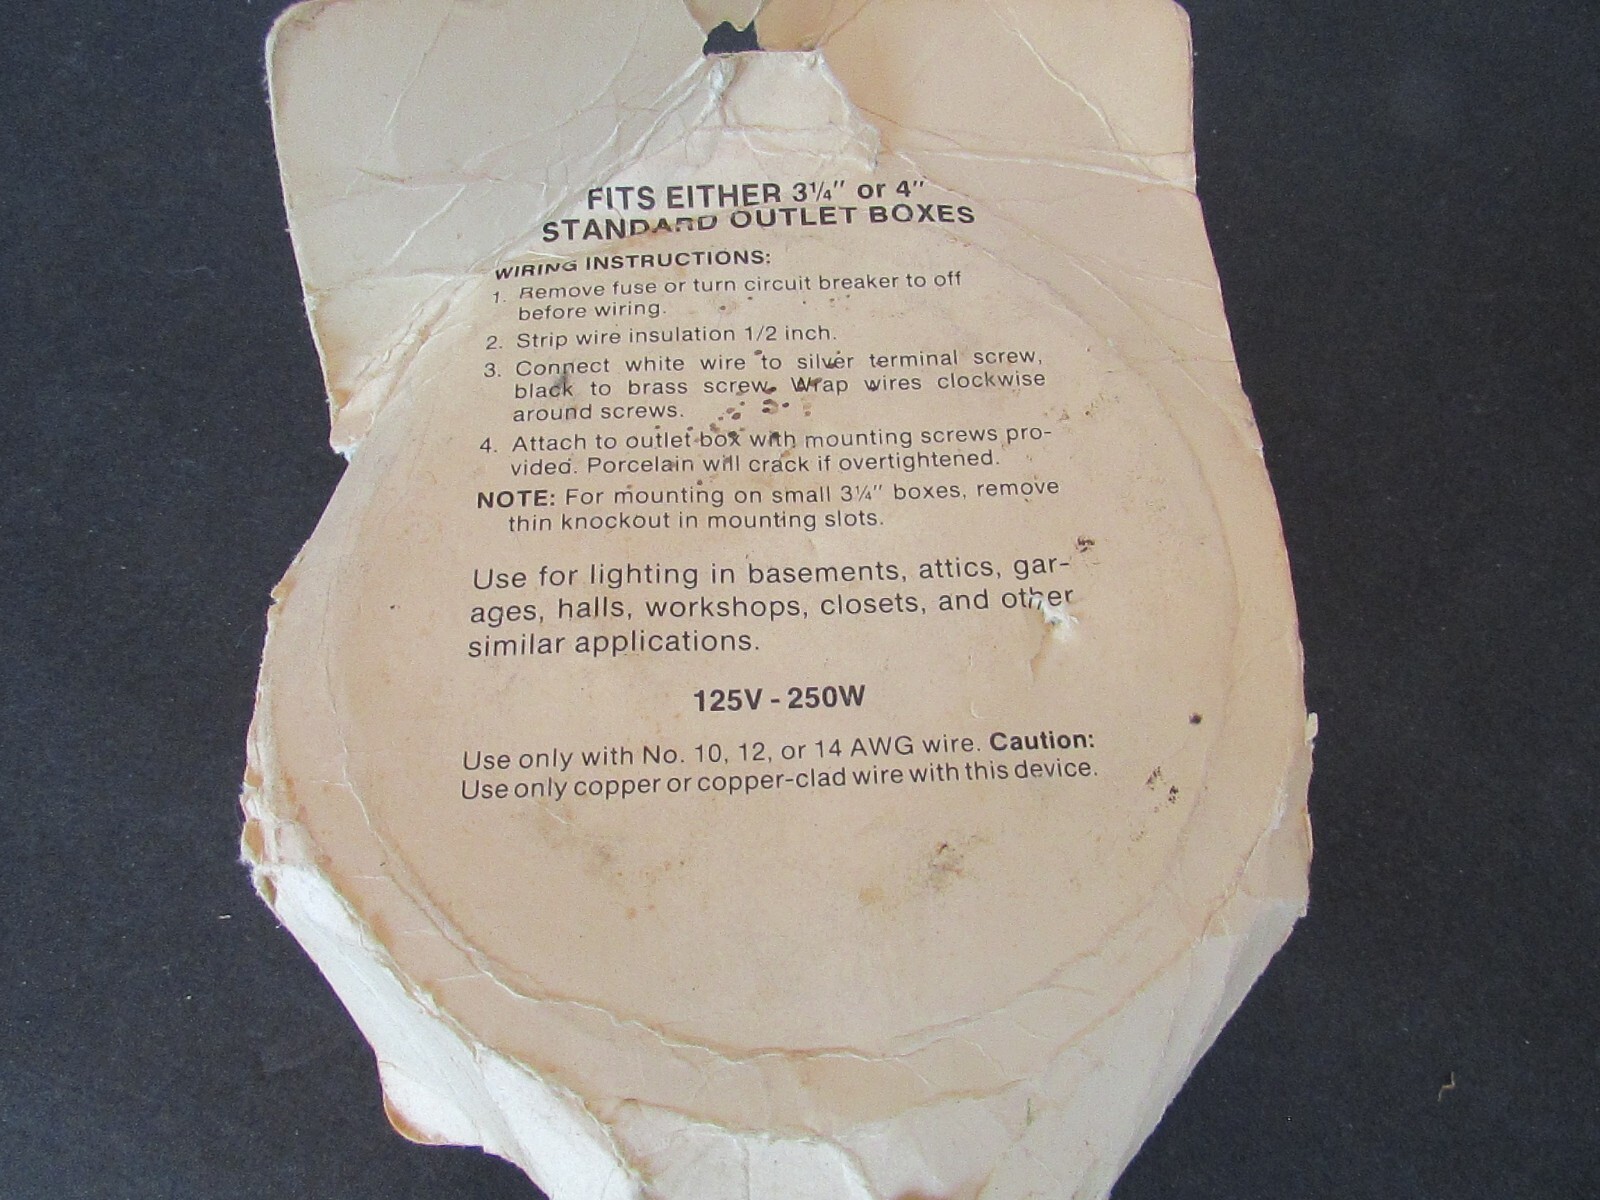 FITS EITHER 3¼" or 4"
STANDARD OUTLET BOXES
WIRING INSTRUCTIONS:
1. Remove fuse or turn circuit breaker to off
before wiring.
2. Strip wire insulation 1/2 inch.
3. Connect white wire to silver terminal screw,
black to brass screw. Wrap wires clockwise
around screws.
4. Attach to outlet box with mounting screws pro-
vided. Porcelain will crack if overtightened.
NOTE: For mounting on small 3¼" boxes, remove
thin knockout in mounting slots.
Use for lighting in basements, attics, gar-
ages, halls, workshops, closets, and other
similar applications.
125V - 250W
Use only with No. 10, 12, or 14 AWG wire. Caution:
Use only copper or copper-clad wire with this device.